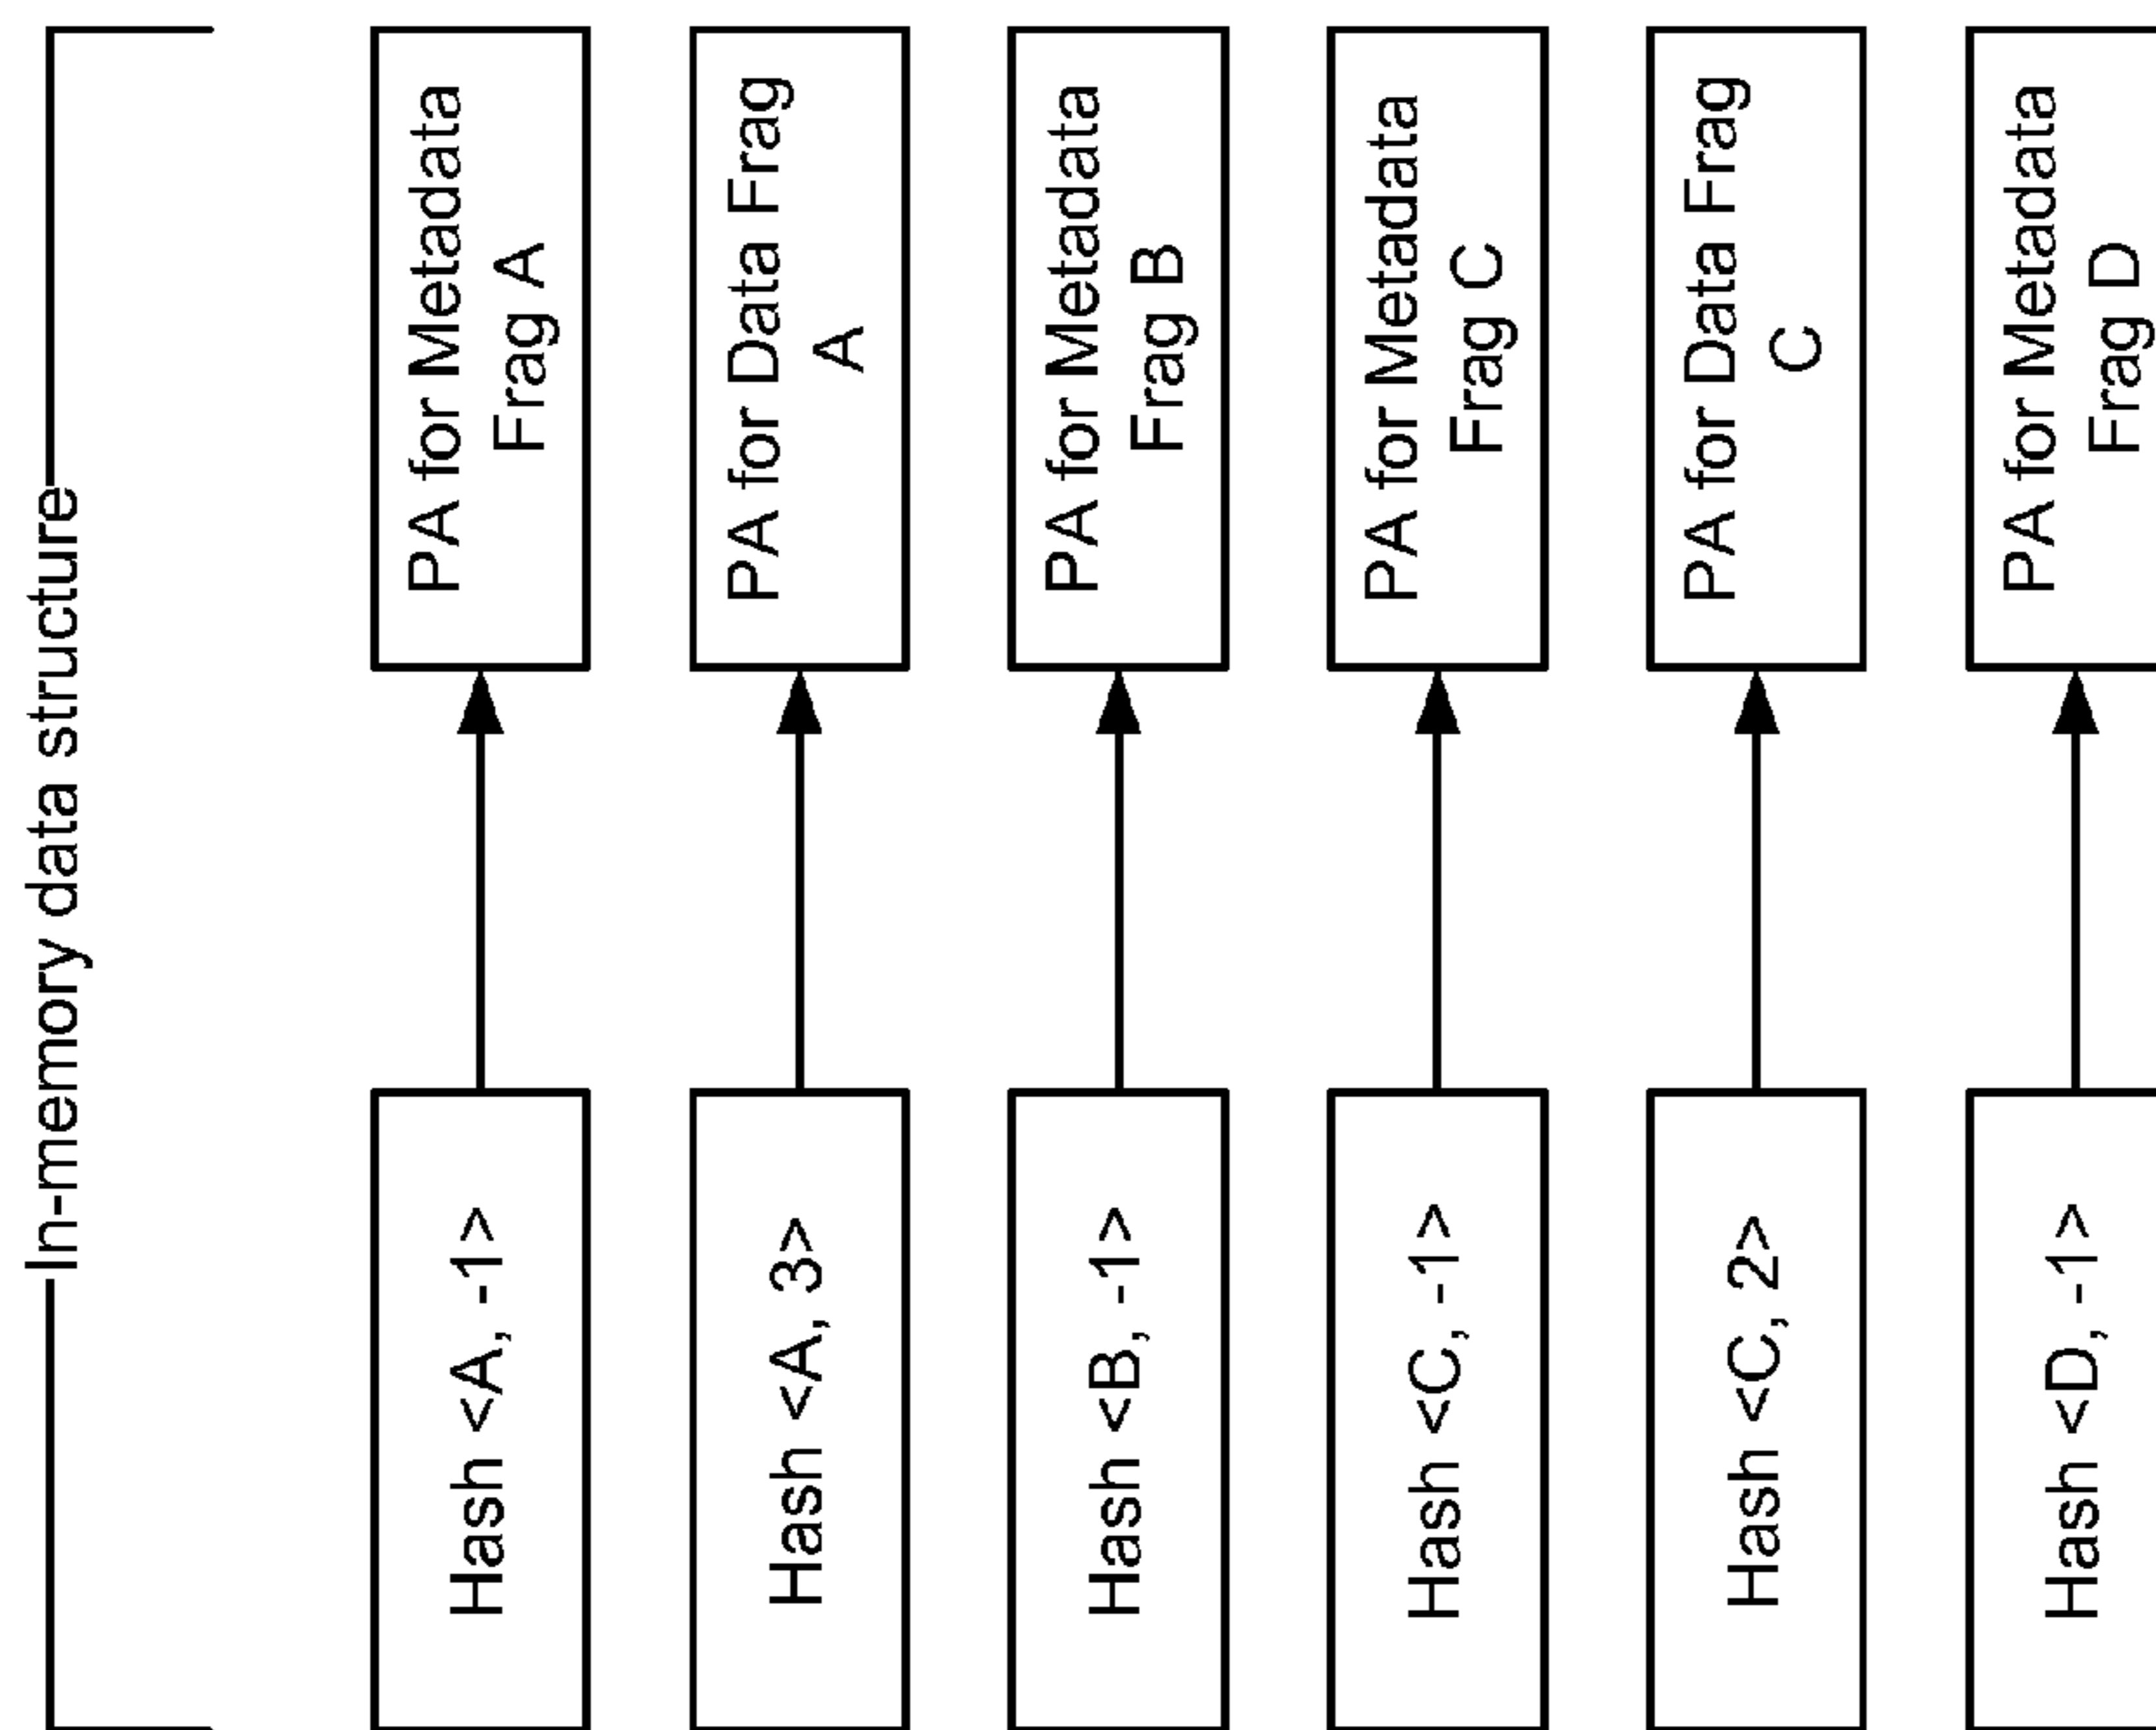 In-memory data structure
Hash <A, -1>
PA for Metadata
Frag A
Hash <A, 3>
PA for Data Frag
A
Hash <B, -1>
PA for Metadata
Frag B
Hash <C, -1>
PA for Metadata
Frag C
Hash <C, 2>
PA for Data Frag
C
Hash <D, -1>
PA for Metadata
Frag D